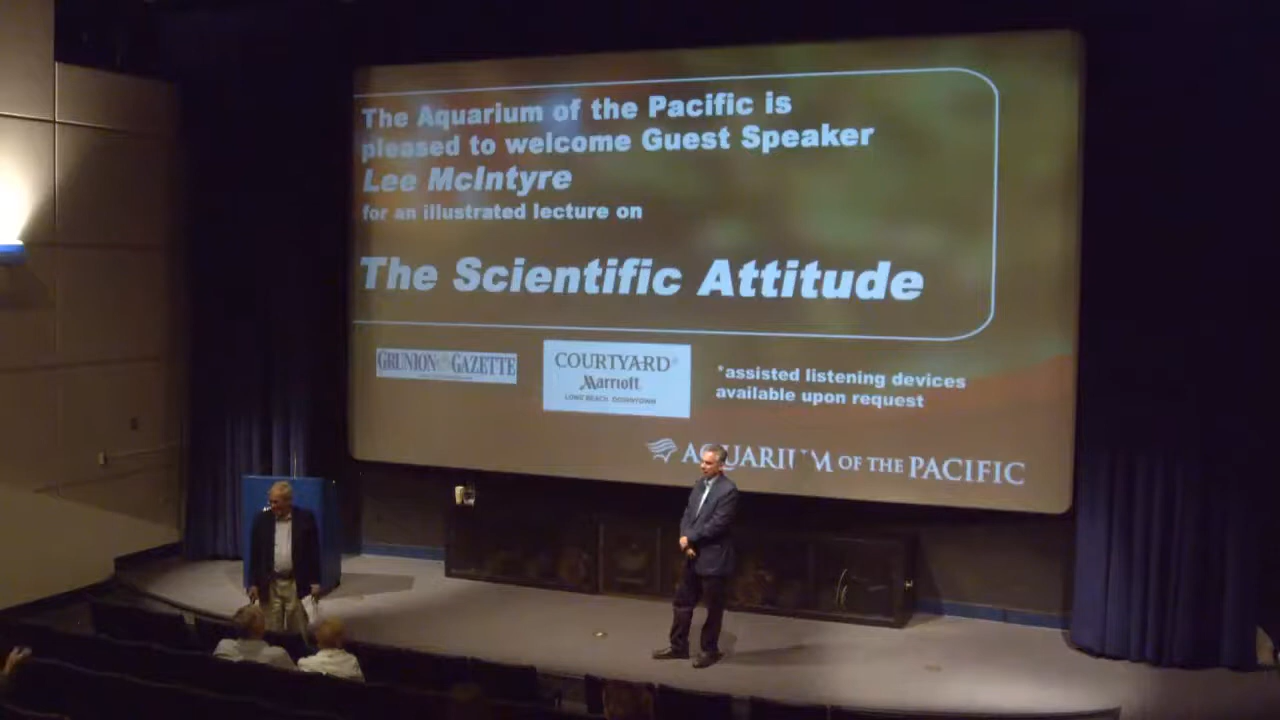 The Aquarium of the Pacific is
pleased to welcome Guest Speaker
Lee McIntyre
for an illustrated lecture on
The Scientific Attitude
GRUNION GAZETTE
COURTYARD®
Marriott
LONG BEACH DOWNTOWN
*assisted listening devices
available upon request
AQUARIUM OF THE PACIFIC